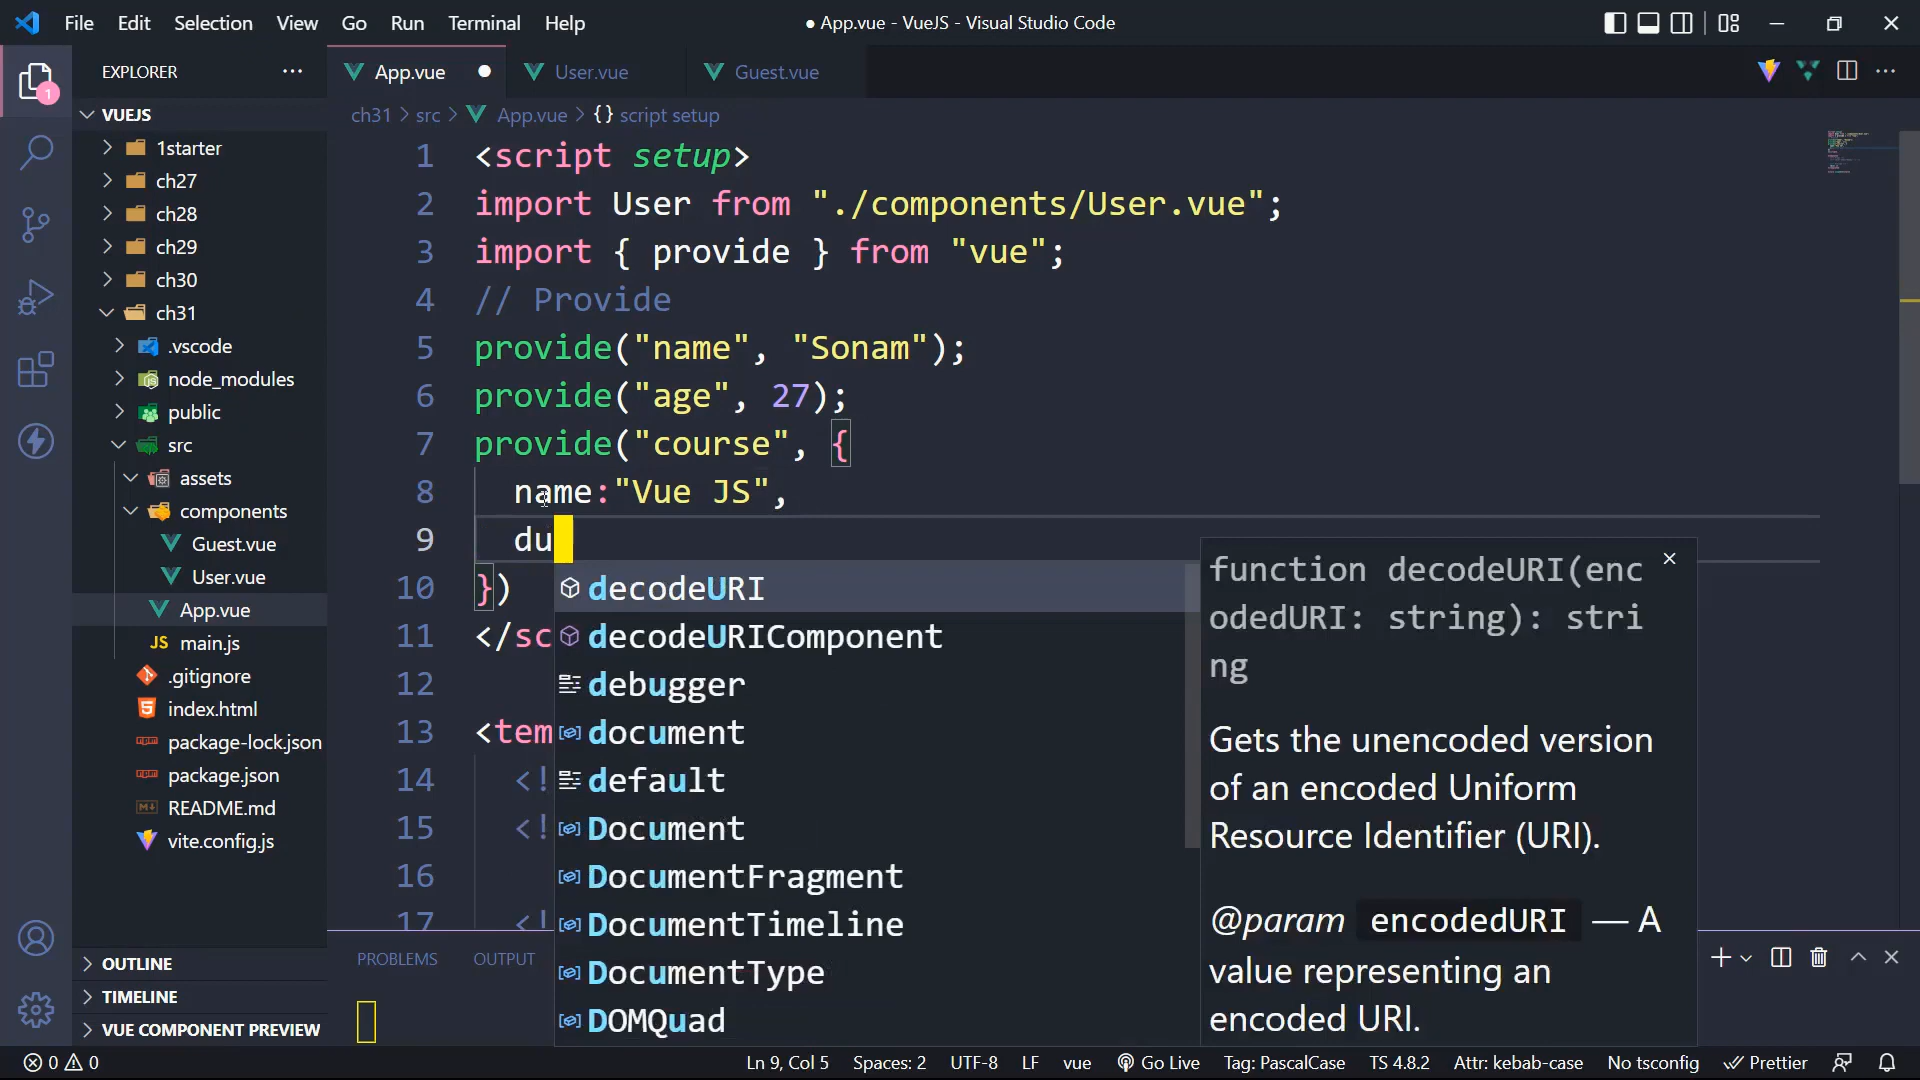 File Edit Selection View Go Run Terminal Help
● App.vue - VueJS - Visual Studio Code
EXPLORER
App.vue
User.vue
Guest.vue
1
VUEJS
ch31 > src > App.vue > {} script setup
1starter
ch27
ch28
ch29
ch30
ch31
.vscode
node_modules
public
src
assets
components
Guest.vue
User.vue
App.vue
JS main.js
.gitignore
index.html
package-lock.json
package.json
README.md
vite.config.js
OUTLINE
TIMELINE
VUE COMPONENT PREVIEW
1 <script setup>
2 import User from "./components/User.vue";
3 import { provide } from "vue";
4 // Provide
5 provide("name", "Sonam");
6 provide("age", 27);
7 provide("course", {
8 name:"Vue JS",
9 du
10 })
11 </sc
12
13 <tem
14 <!
15 <!
16
17 <!
decodeURI
decodeURIComponent
debugger
document
default
Document
DocumentFragment
DocumentTimeline
DocumentType
DOMQuad
function decodeURI(enc
odedURI: string): stri
ng
Gets the unencoded version
of an encoded Uniform
Resource Identifier (URI).
@param encodedURI — A
value representing an
encoded URI.
PROBLEMS OUTPUT
0 0
Ln 9, Col 5 Spaces: 2 UTF-8 LF vue Go Live Tag: PascalCase TS 4.8.2 Attr: kebab-case No tsconfig Prettier